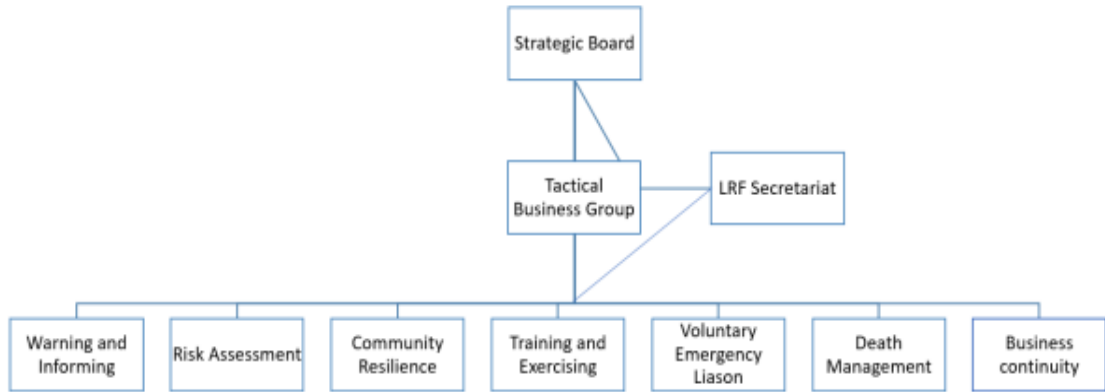 Strategic Board
Tactical
Business Group
LRF Secretariat
Warning and
Informing
Risk Assessment
Community
Resilience
Training and
Exercising
Voluntary
Emergency
Liason
Death
Management
Business
continuity